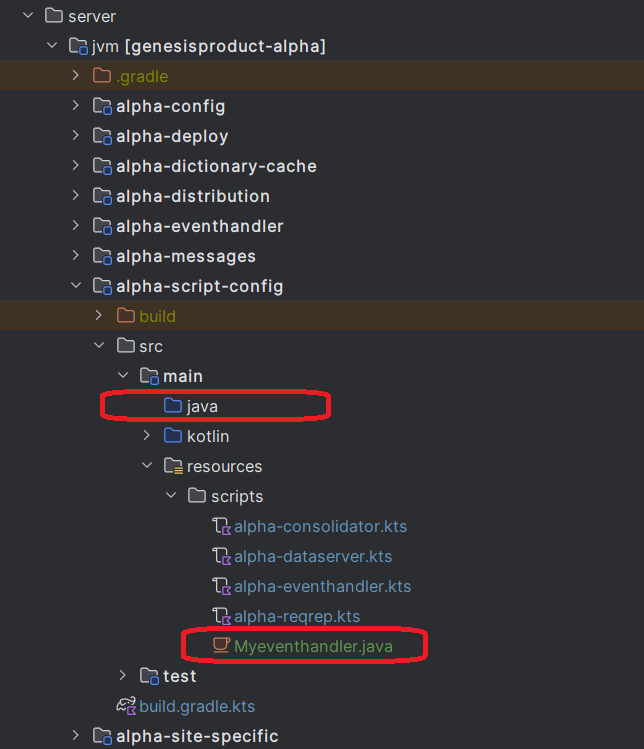 server
jvm [genesisproduct-alpha]
.gradle
alpha-config
alpha-deploy
alpha-dictionary-cache
alpha-distribution
alpha-eventhandler
alpha-messages
alpha-script-config
build
src
main
java
kotlin
resources
scripts
alpha-consolidator.kts
alpha-dataserver.kts
alpha-eventhandler.kts
alpha-reqrep.kts
Myeventhandler.java
test
build.gradle.kts
alpha-site-specific